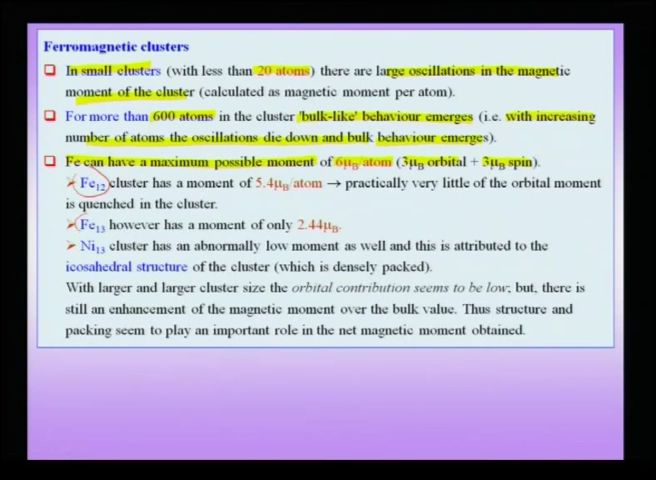 Ferromagnetic clusters
In small clusters (with less than 20 atoms) there are large oscillations in the magnetic
moment of the cluster (calculated as magnetic moment per atom).
For more than 600 atoms in the cluster 'bulk-like' behaviour emerges (i.e. with increasing
number of atoms the oscillations die down and bulk behaviour emerges).
Fe can have a maximum possible moment of 6μB/atom (3μB orbital + 3μB spin).
Fe12 cluster has a moment of 5.4μB/atom → practically very little of the orbital moment
is quenched in the cluster.
Fe13 however has a moment of only 2.44μB.
Ni13 cluster has an abnormally low moment as well and this is attributed to the
icosahedral structure of the cluster (which is densely packed).
With larger and larger cluster size the orbital contribution seems to be low; but, there is
still an enhancement of the magnetic moment over the bulk value. Thus structure and
packing seem to play an important role in the net magnetic moment obtained.